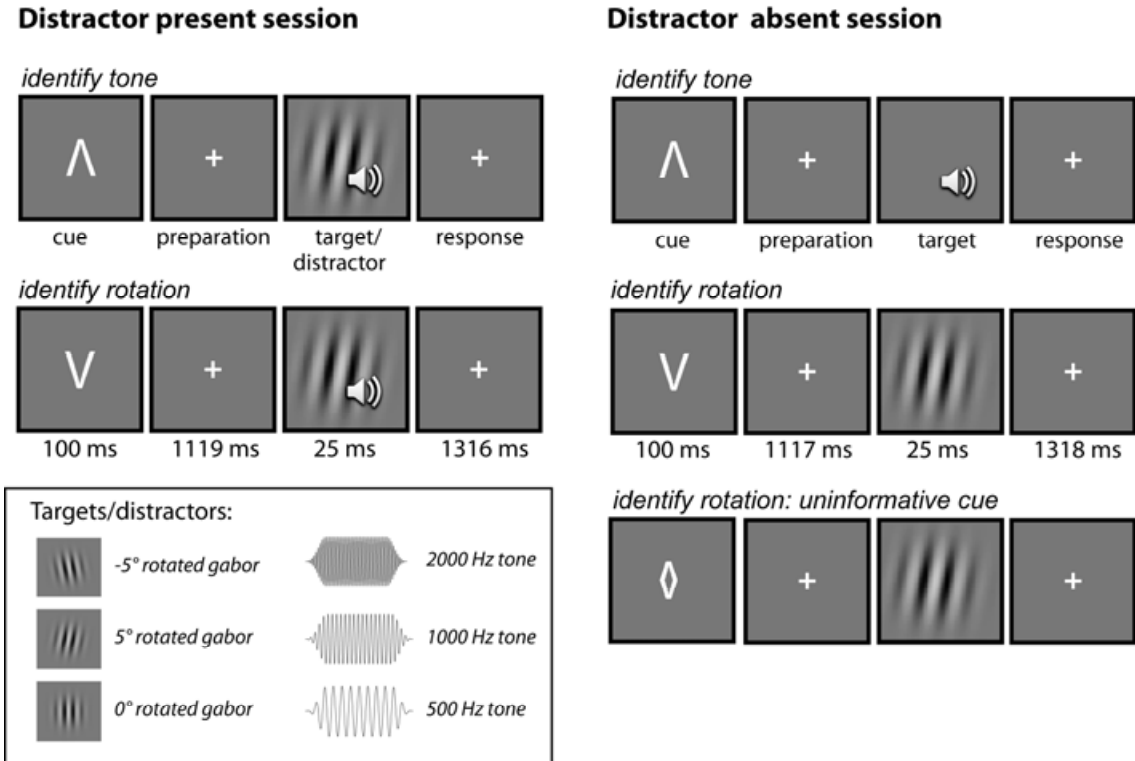 Distractor present session
identify tone
Λ + +
cue preparation target/ response
distractor
identify rotation
V + +
100 ms 1119 ms 25 ms 1316 ms
Targets/distractors:
-5° rotated gabor 2000 Hz tone
5° rotated gabor 1000 Hz tone
0° rotated gabor 500 Hz tone
Distractor absent session
identify tone
Λ + +
cue preparation target response
identify rotation
V + +
100 ms 1117 ms 25 ms 1318 ms
identify rotation: uninformative cue
◊ + +